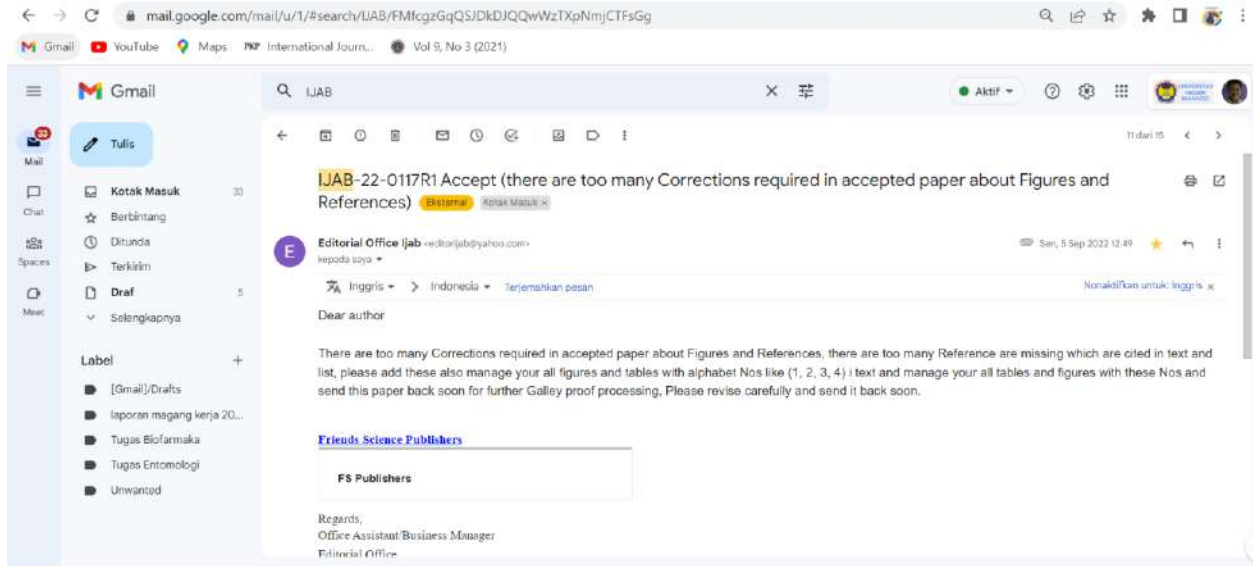 mail.google.com/mail/u/1/#search/IJAB/FMfcgzGqQSJDkDJQQwWzTXpNmjCTFsGg
Gmail YouTube Maps PKP International Journ... Vol 9, No 3 (2021)
Gmail
IJAB
Aktif
33
Mail
Chat
Spaces
Meet
Tulis
Kotak Masuk 33
Berbintang
Ditunda
Terkirim
Draf 5
Selengkapnya
Label +
[Gmail]/Drafts
laporan magang kerja 20...
Tugas Biofarmaka
Tugas Entomologi
Unwanted
11 dari 15
IJAB-22-0117R1 Accept (there are too many Corrections required in accepted paper about Figures and
References) Eksternal Kotak Masuk ×
E
Editorial Office Ijab <editorijab@yahoo.com> Sen, 5 Sep 2022 12.49
kepada saya
Inggris > Indonesia Terjemahkan pesan Nonaktifkan untuk: Inggris ×
Dear author
There are too many Corrections required in accepted paper about Figures and References, there are too many Reference are missing which are cited in text and
list, please add these also manage your all figures and tables with alphabet Nos like (1, 2, 3, 4) i text and manage your all tables and figures with these Nos and
send this paper back soon for further Galley proof processing, Please revise carefully and send it back soon.
Friends Science Publishers
FS Publishers
Regards,
Office Assistant/Business Manager
Editorial Office